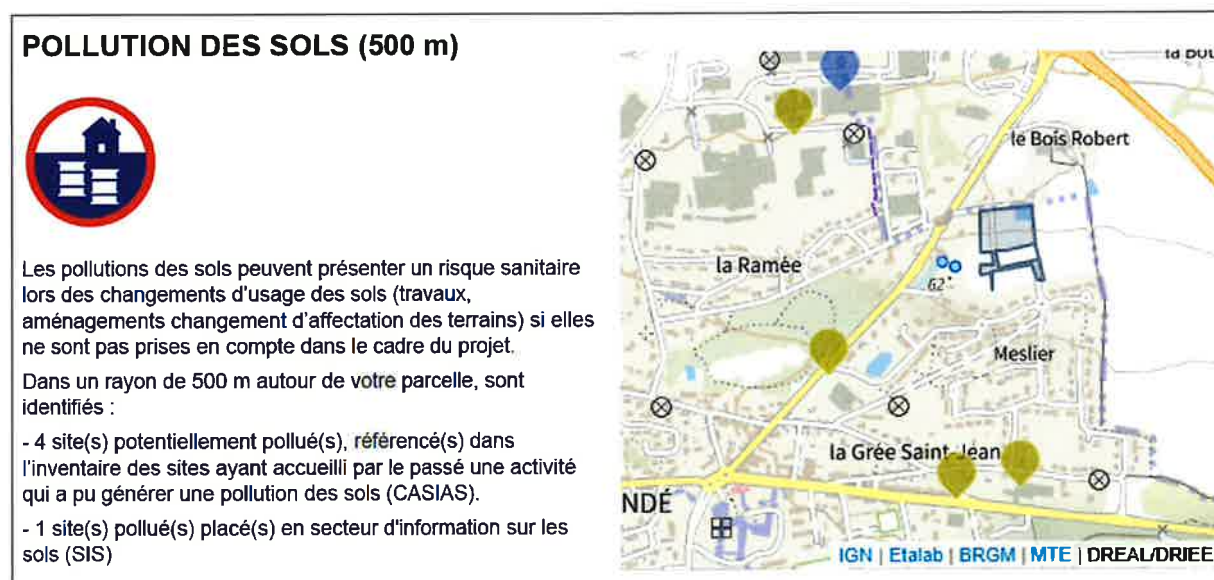 POLLUTION DES SOLS (500 m)
Les pollutions des sols peuvent présenter un risque sanitaire
lors des changements d'usage des sols (travaux,
aménagements changement d'affectation des terrains) si elles
ne sont pas prises en compte dans le cadre du projet.
Dans un rayon de 500 m autour de votre parcelle, sont
identifiés :
- 4 site(s) potentiellement pollué(s), référencé(s) dans
l'inventaire des sites ayant accueilli par le passé une activité
qui a pu générer une pollution des sols (CASIAS).
- 1 site(s) pollué(s) placé(s) en secteur d'information sur les
sols (SIS)
la Bou
le Bois Robert
la Ramée
62
Meslier
la Grée Saint-Jean
NDÉ
IGN | Etalab | BRGM | MTE | DREAL/DRIEE